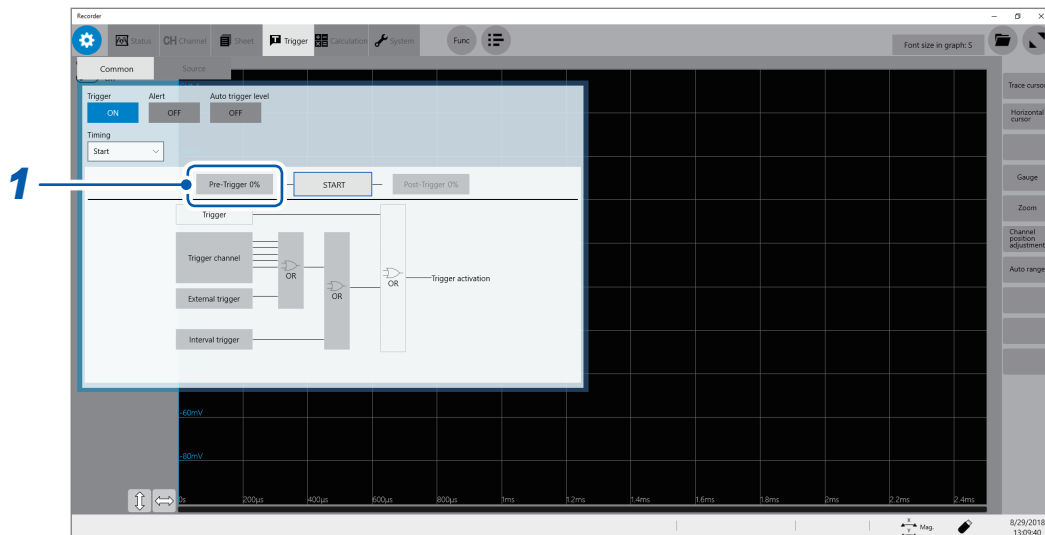 Recorder
Status
CH Channel
Sheet
Trigger
Calculation
System
Func
Font size in graph: S
Common
Source
Trigger
Alert
Auto trigger level
ON
OFF
OFF
Timing
Start
1
Pre-Trigger 0%
START
Post-Trigger 0%
Trigger
Trigger channel
External trigger
Interval trigger
OR
OR
OR
Trigger activation
Trace cursor
Horizontal
cursor
Gauge
Zoom
Channel
position
adjustment
Auto range
-60mV
-80mV
0s
200µs
400µs
600µs
800µs
1ms
1.2ms
1.4ms
1.6ms
1.8ms
2ms
2.2ms
2.4ms
X
Y
Mag.
8/29/2018
13:09:40